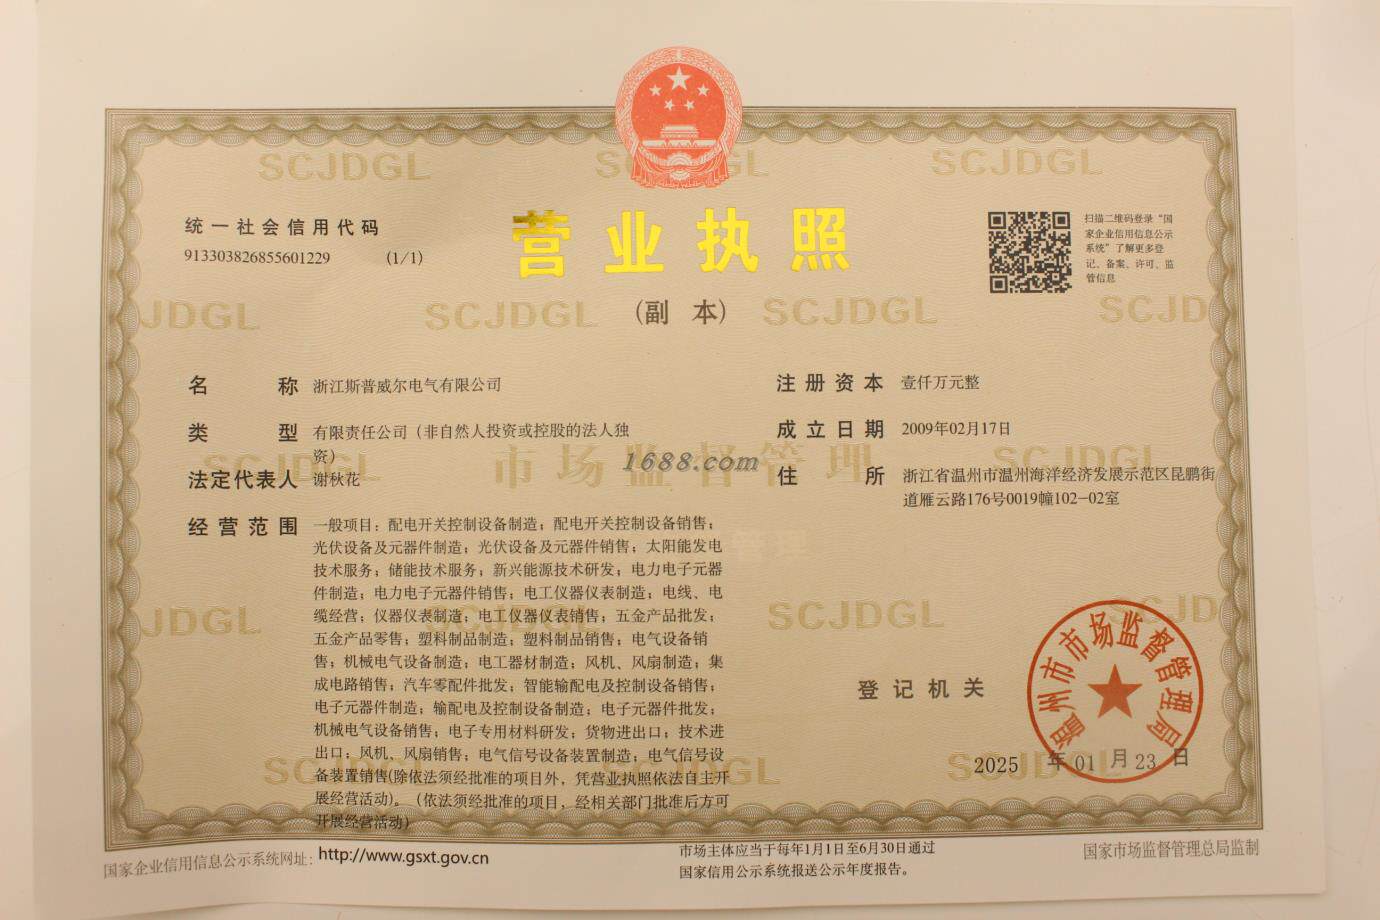 SCJDGL SCJDGL SCJDGL
统一社会信用代码
913303826855601229 (1/1)
营业执照
(副 本)
扫描二维码登录“国
家企业信用信息公示
系统”了解更多登
记、备案、许可、监
管信息
名 称 浙江斯普威尔电气有限公司
类 型 有限责任公司（非自然人投资或控股的法人独
资）
法定代表人 谢秋花
经营范围 一般项目：配电开关控制设备制造；配电开关控制设备销售；
光伏设备及元器件制造；光伏设备及元器件销售；太阳能发电
技术服务；储能技术服务；新兴能源技术研发；电力电子元器
件制造；电力电子元器件销售；电工仪器仪表制造；电线、电
缆经营；仪器仪表制造；电工仪器仪表销售；五金产品批发；
五金产品零售；塑料制品制造；塑料制品销售；电气设备销
售；机械电气设备制造；电工器材制造；风机、风扇制造；集
成电路销售；汽车零配件批发；智能输配电及控制设备销售；
电子元器件制造；输配电及控制设备制造；电子元器件批发；
机械电气设备销售；电子专用材料研发；货物进出口；技术进
出口；风机、风扇销售；电气信号设备装置制造；电气信号设
备装置销售(除依法须经批准的项目外，凭营业执照依法自主开
展经营活动)。（依法须经批准的项目，经相关部门批准后方可
开展经营活动）
注册资本 壹仟万元整
成立日期 2009年02月17日
住 所 浙江省温州市温州海洋经济发展示范区昆鹏街
道雁云路176号0019幢102-02室
市场监督管理
1688.com
登记机关
温州市市场监督管理局
2025 年 01 月 23 日
国家企业信用信息公示系统网址：http://www.gsxt.gov.cn
市场主体应当于每年1月1日至6月30日通过
国家信用公示系统报送公示年度报告。
国家市场监督管理总局监制